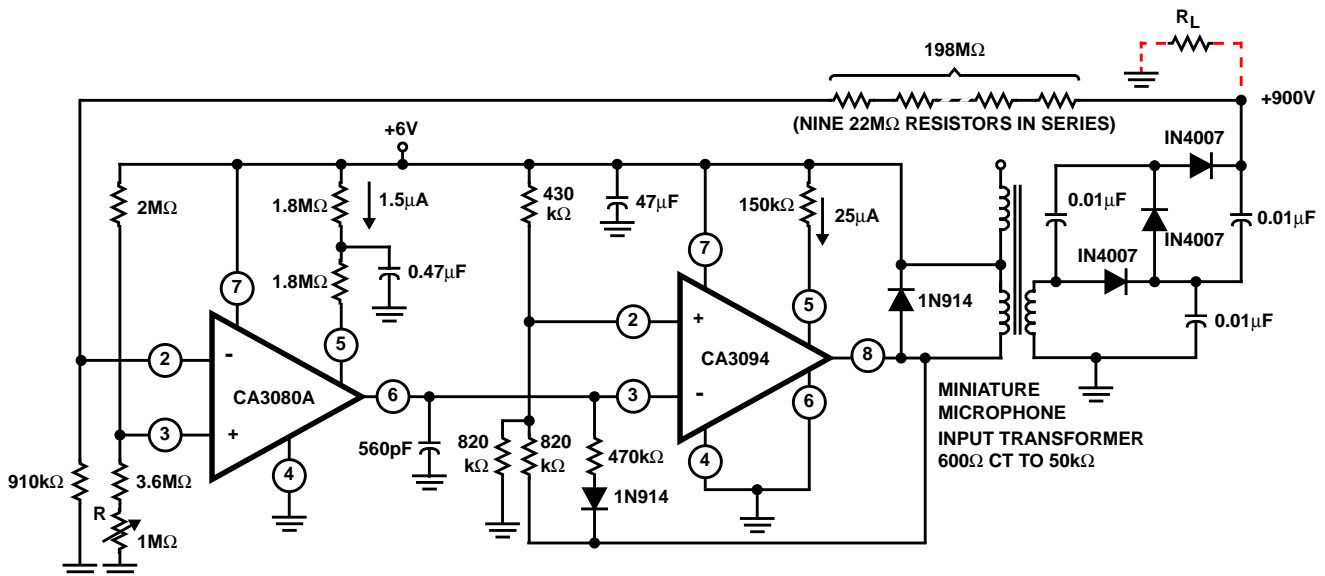 R_L
198MΩ
+900V
(NINE 22MΩ RESISTORS IN SERIES)
+6V
IN4007
2MΩ
1.8MΩ
1.5µA
430
kΩ
47µF
150kΩ
25µA
0.01µF
0.01µF
IN4007
7
7
1.8MΩ
0.47µF
IN4007
1N914
5
5
0.01µF
2
-
2
+
CA3080A
CA3094
8
6
3
-
6
3
+
560pF
4
4
820
kΩ
820
kΩ
470kΩ
1N914
MINIATURE
MICROPHONE
INPUT TRANSFORMER
600Ω CT TO 50kΩ
910kΩ
3.6MΩ
R
1MΩ